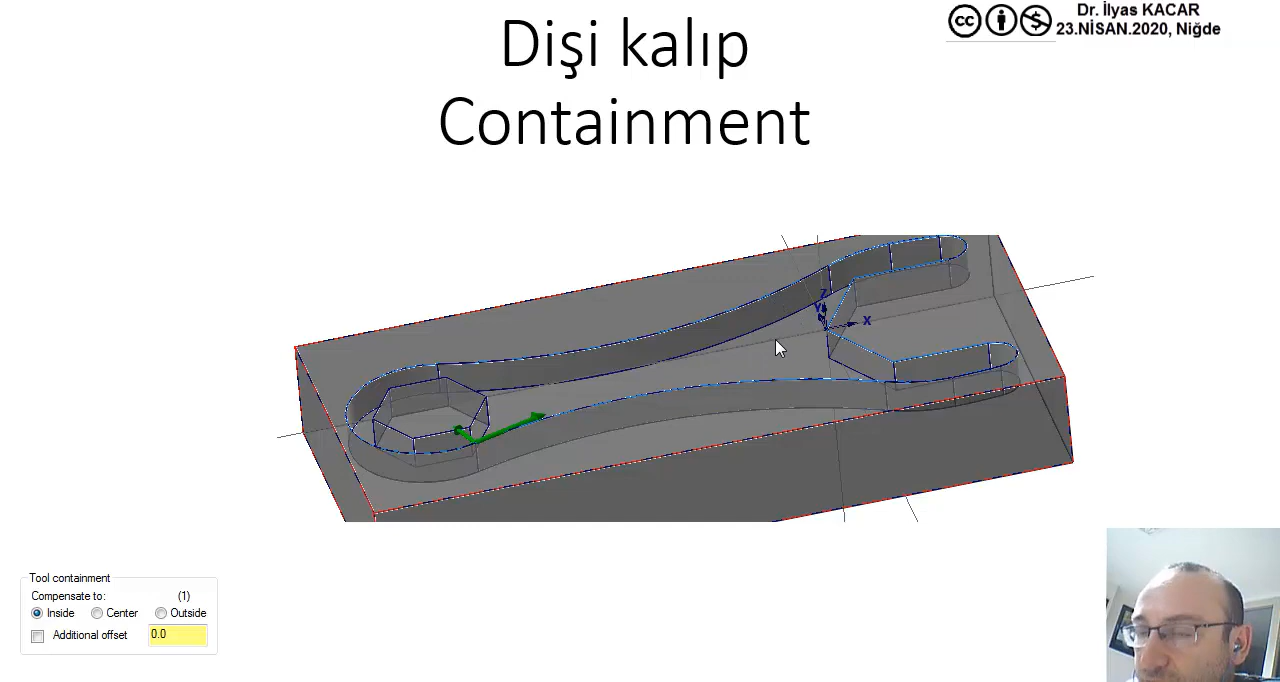 Dişi kalıp
Containment
cc
Dr. İlyas KACAR
23.NİSAN.2020, Niğde
Z
Y
X
Tool containment
Compensate to: (1)
Inside Center Outside
Additional offset 0.0